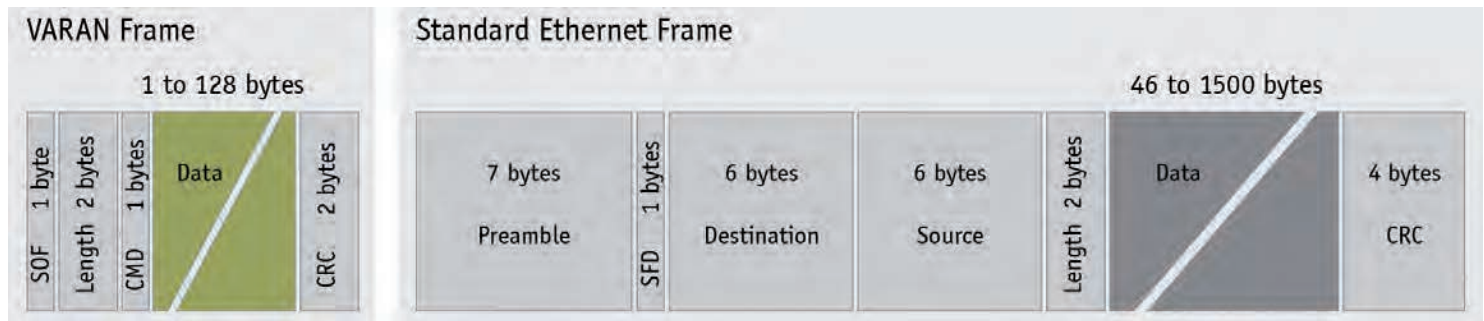 VARAN Frame
1 to 128 bytes
SOF 1 byte
Length 2 bytes
CMD 1 bytes
Data
CRC 2 bytes
Standard Ethernet Frame
46 to 1500 bytes
7 bytes
Preamble
SFD 1 bytes
6 bytes
Destination
6 bytes
Source
Length 2 bytes
Data
4 bytes
CRC